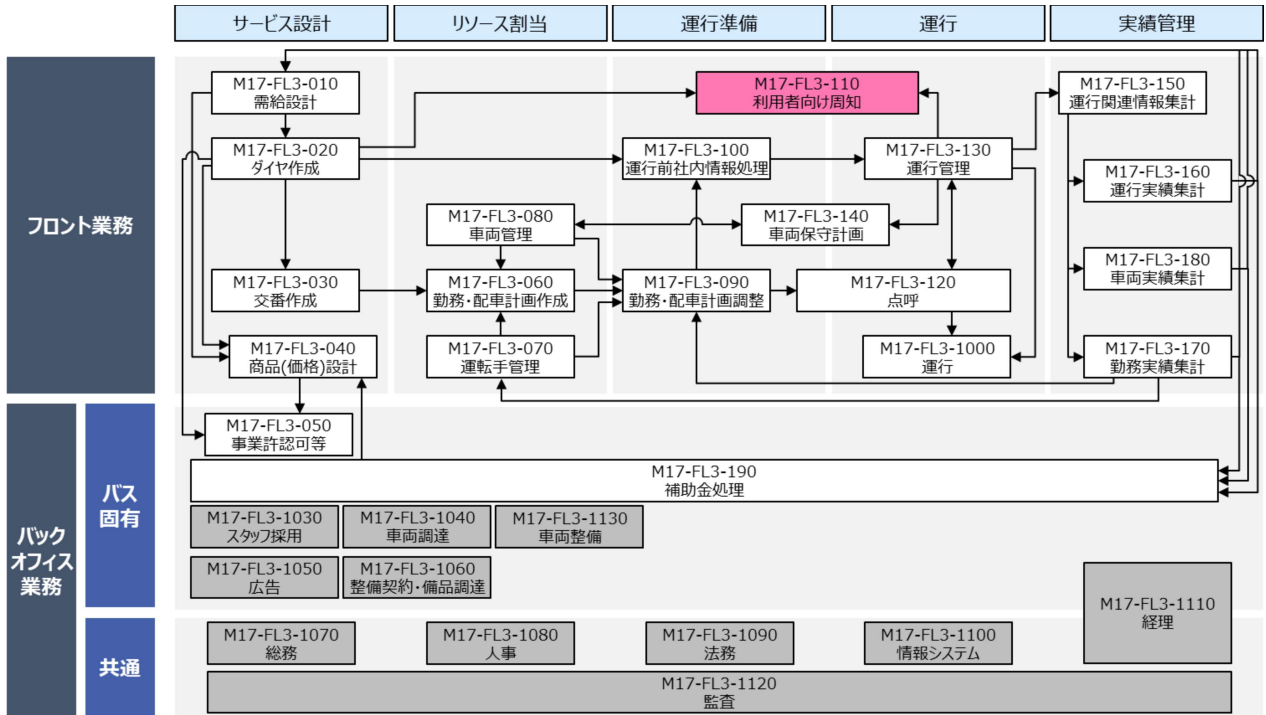 サービス設計
リソース割当
運行準備
運行
実績管理
フロント業務
M17-FL3-010
需給設計
M17-FL3-110
利用者向け周知
M17-FL3-150
運行関連情報集計
M17-FL3-020
ダイヤ作成
M17-FL3-100
運行前社内情報処理
M17-FL3-130
運行管理
M17-FL3-160
運行実績集計
M17-FL3-080
車両管理
M17-FL3-140
車両保守計画
M17-FL3-180
車両実績集計
M17-FL3-030
交番作成
M17-FL3-060
勤務・配車計画作成
M17-FL3-090
勤務・配車計画調整
M17-FL3-120
点呼
M17-FL3-040
商品(価格)設計
M17-FL3-070
運転手管理
M17-FL3-1000
運行
M17-FL3-170
勤務実績集計
バック
オフィス
業務
バス
固有
M17-FL3-050
事業許認可等
M17-FL3-190
補助金処理
M17-FL3-1030
スタッフ採用
M17-FL3-1040
車両調達
M17-FL3-1130
車両整備
M17-FL3-1050
広告
M17-FL3-1060
整備契約・備品調達
M17-FL3-1110
経理
共通
M17-FL3-1070
総務
M17-FL3-1080
人事
M17-FL3-1090
法務
M17-FL3-1100
情報システム
M17-FL3-1120
監査